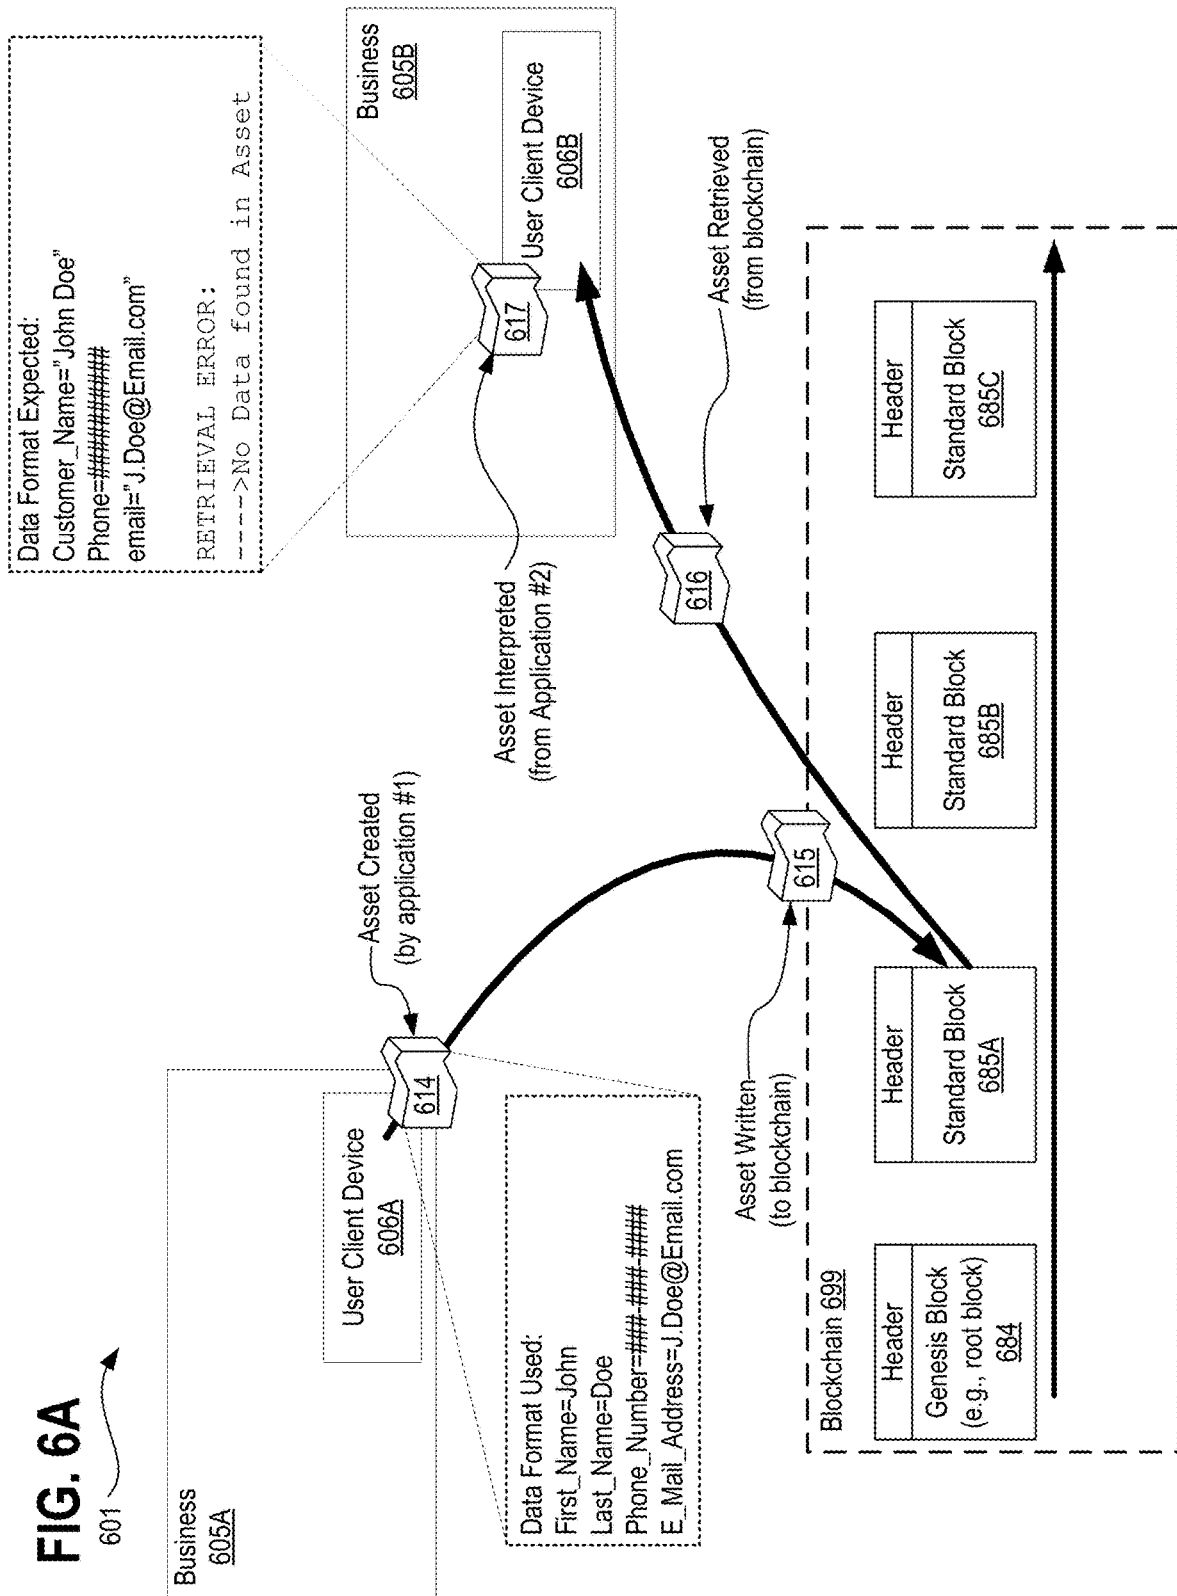 FIG. 6A
601
Business
605A
User Client Device
606A
614
Asset Created
(by application #1)
Data Format Used:
First_Name=John
Last_Name=Doe
Phone_Number=###-###-####
E_Mail_Address=J.Doe@Email.com
Data Format Expected:
Customer_Name="John Doe"
Phone=##########
email="J.Doe@Email.com"
RETRIEVAL ERROR:
---->No Data found in Asset
Business
605B
User Client Device
606B
617
Asset Interpreted
(from Application #2)
616
Asset Retrieved
(from blockchain)
615
Asset Written
(to blockchain)
Blockchain 699
Header
Genesis Block
(e.g., root block)
684
Header
Standard Block
685A
Header
Standard Block
685B
Header
Standard Block
685C